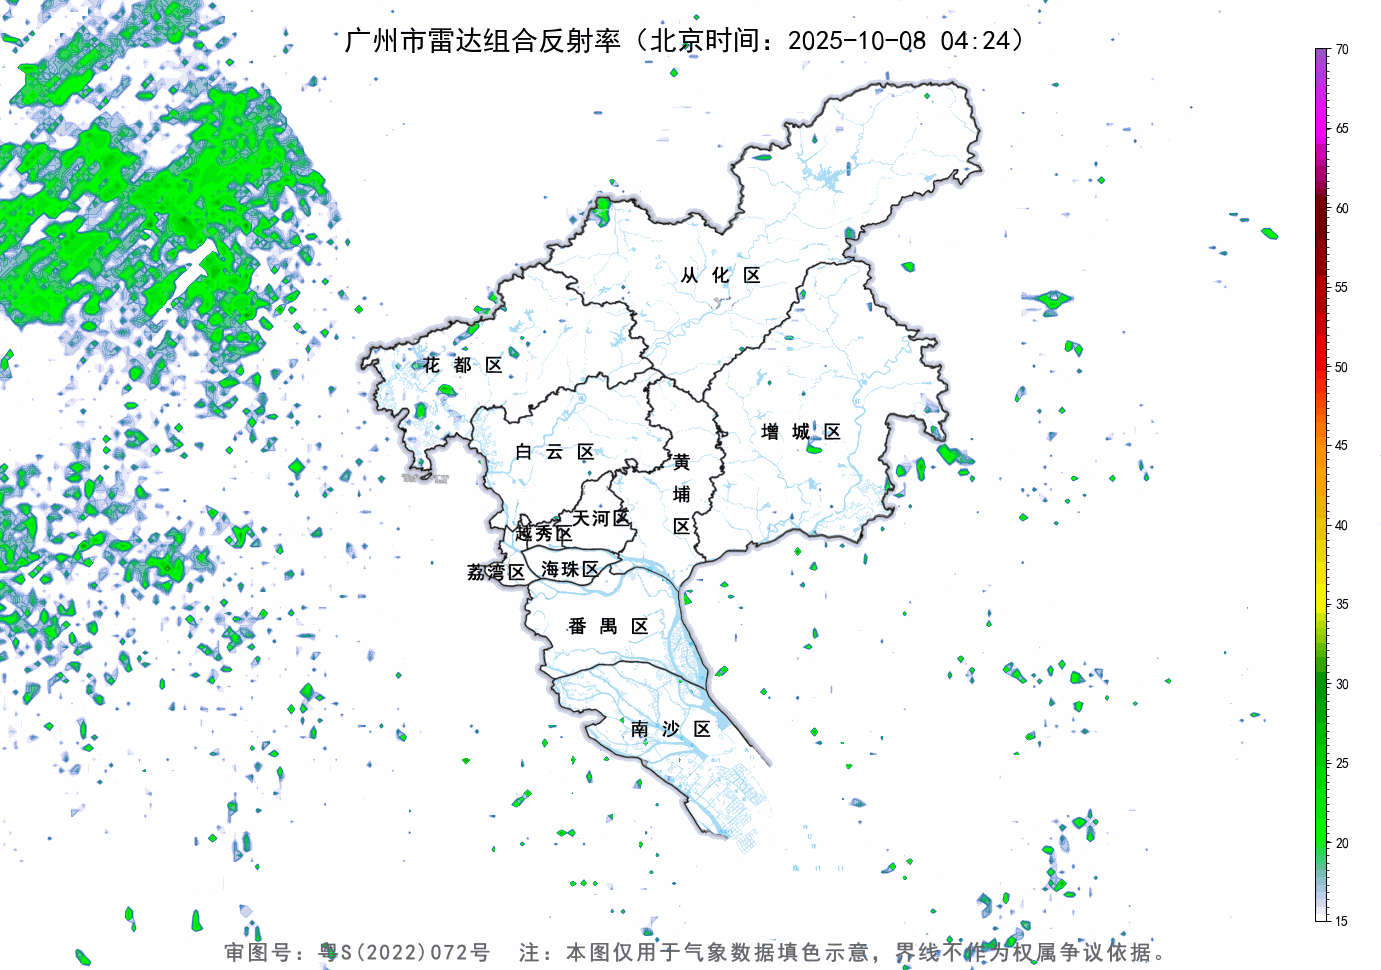 广州市雷达组合反射率（北京时间：2025-10-08 04:24）
70
65
60
55
50
45
40
35
30
25
20
15
从化区
花都区
增城区
白云区
黄埔区
天河区
越秀区
荔湾区
海珠区
番禺区
南沙区
审图号：粤S(2022)072号 注：本图仅用于气象数据填色示意，界线不作为权属争议依据。